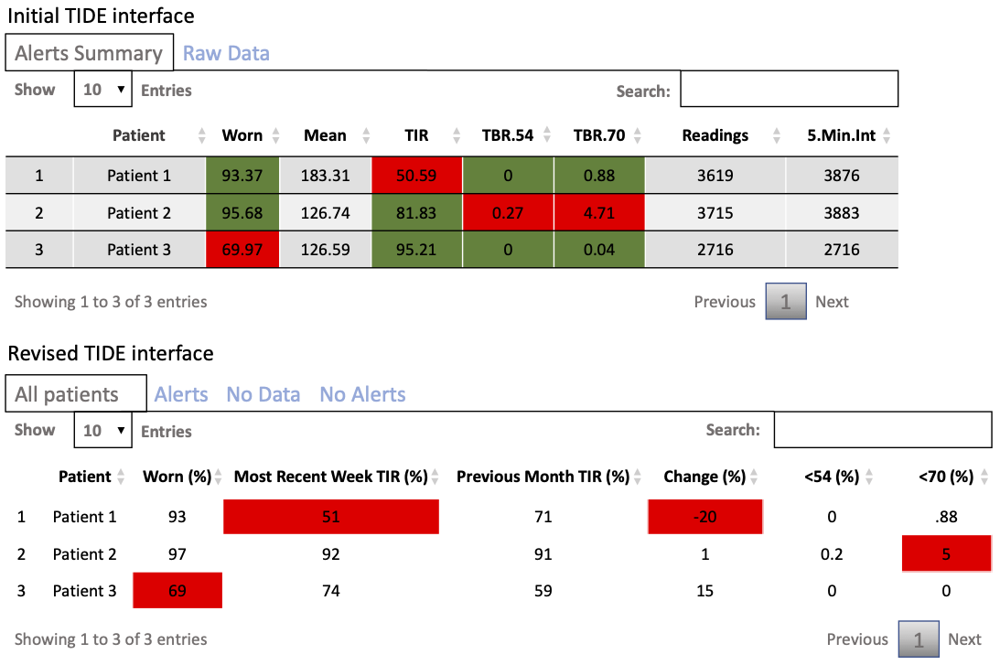 Initial TIDE interface
Alerts Summary Raw Data
Show 10 Entries Search:
Patient Worn Mean TIR TBR.54 TBR.70 Readings 5.Min.Int
1 Patient 1 93.37 183.31 50.59 0 0.88 3619 3876
2 Patient 2 95.68 126.74 81.83 0.27 4.71 3715 3883
3 Patient 3 69.97 126.59 95.21 0 0.04 2716 2716
Showing 1 to 3 of 3 entries Previous 1 Next
Revised TIDE interface
All patients Alerts No Data No Alerts
Show 10 Entries Search:
Patient Worn (%) Most Recent Week TIR (%) Previous Month TIR (%) Change (%) <54 (%) <70 (%)
1 Patient 1 93 51 71 -20 0 .88
2 Patient 2 97 92 91 1 0.2 5
3 Patient 3 69 74 59 15 0 0
Showing 1 to 3 of 3 entries Previous 1 Next